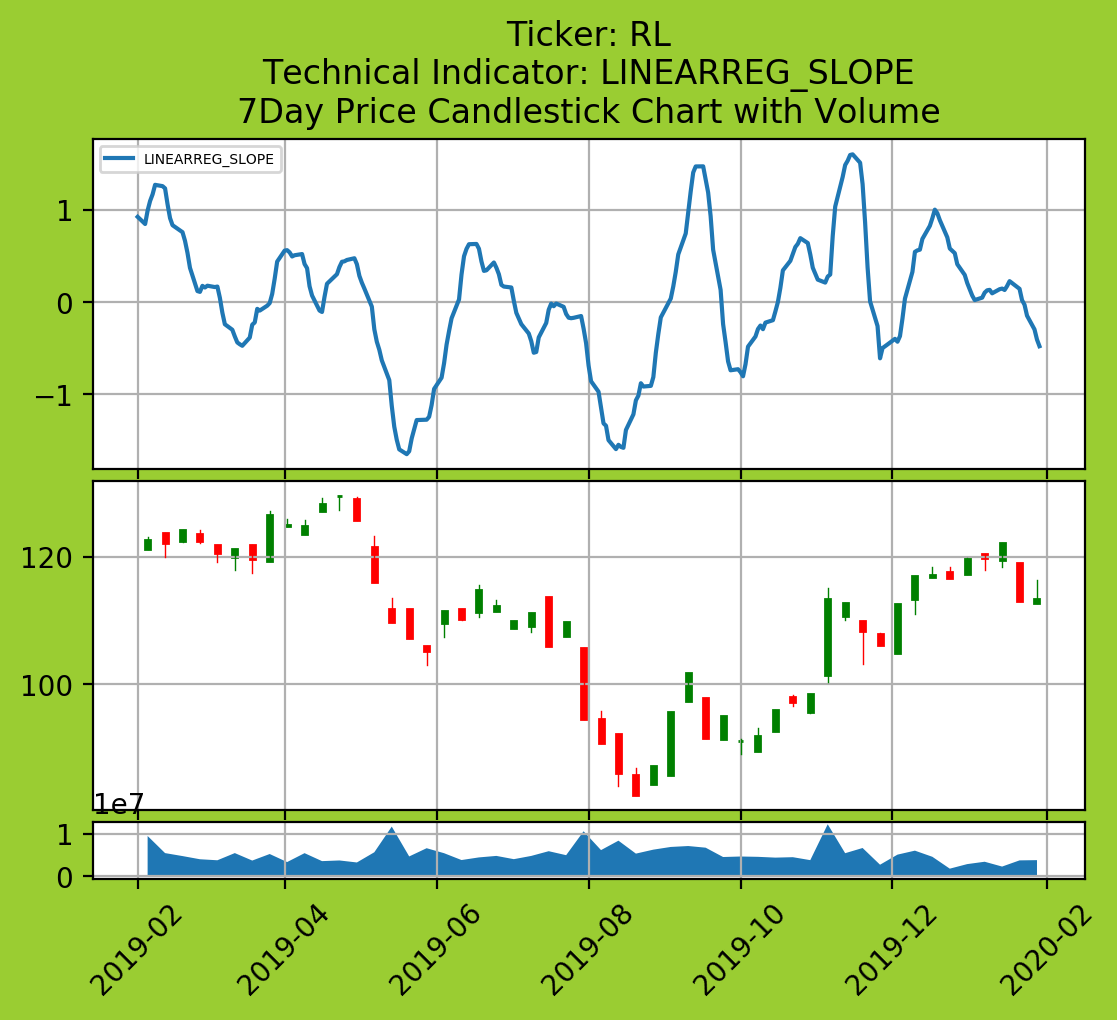 Ticker: RL
Technical Indicator: LINEARREG_SLOPE
7Day Price Candlestick Chart with Volume
LINEARREG_SLOPE
1
0
−1
120
100
1e7
1
0
2019-02
2019-04
2019-06
2019-08
2019-10
2019-12
2020-02